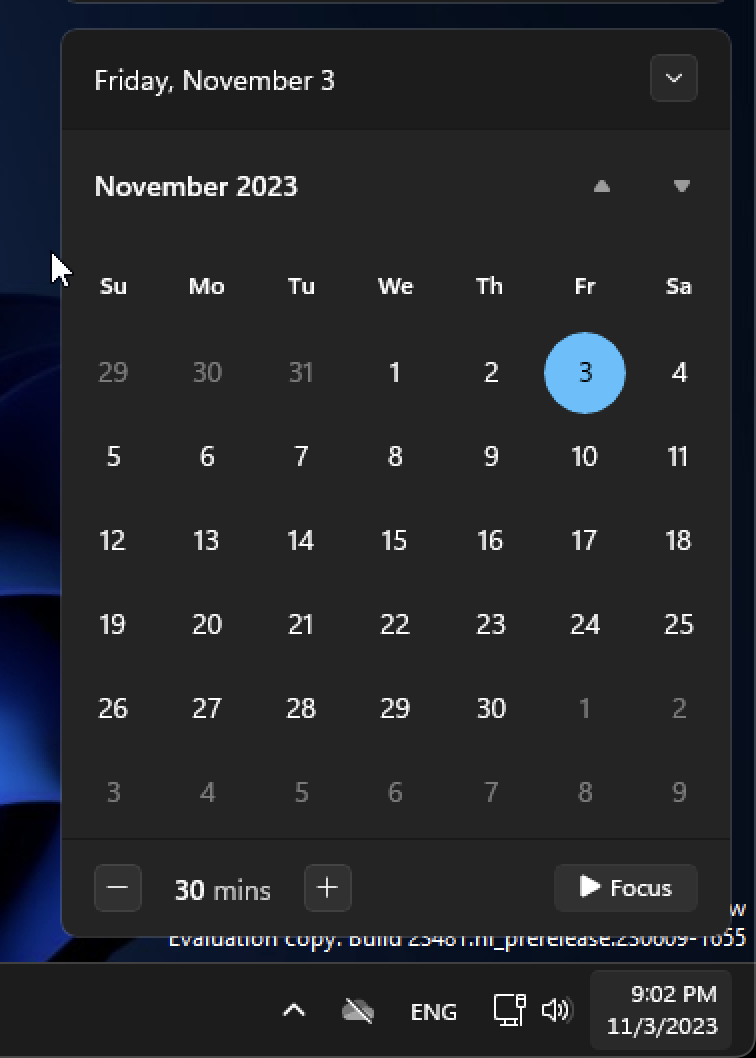 Friday, November 3
November 2023
Su Mo Tu We Th Fr Sa
29 30 31 1 2 3 4
5 6 7 8 9 10 11
12 13 14 15 16 17 18
19 20 21 22 23 24 25
26 27 28 29 30 1 2
3 4 5 6 7 8 9
30 mins Focus
w
Evaluation copy. Build 23481.ni_prerelease.230609-1655
ENG 9:02 PM
11/3/2023